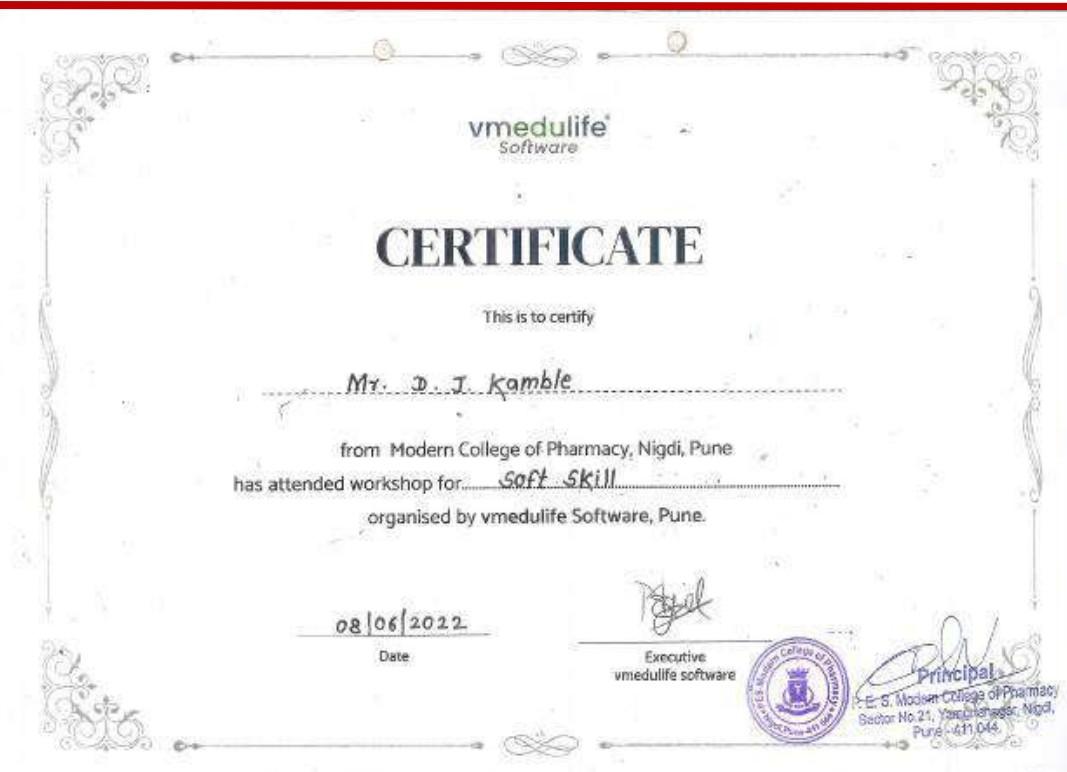 vmedulife
Software
CERTIFICATE
This is to certify
Mr. D. J. Kamble
from Modern College of Pharmacy, Nigdi, Pune
has attended workshop for Soft Skill
organised by vmedulife Software, Pune.
08/06/2022
Date
Executive
vmedulife software
Principal
P. E. S. Modern College of Pharmacy
Sector No. 21, Yamunanagar, Nigdi,
Pune - 411 044.